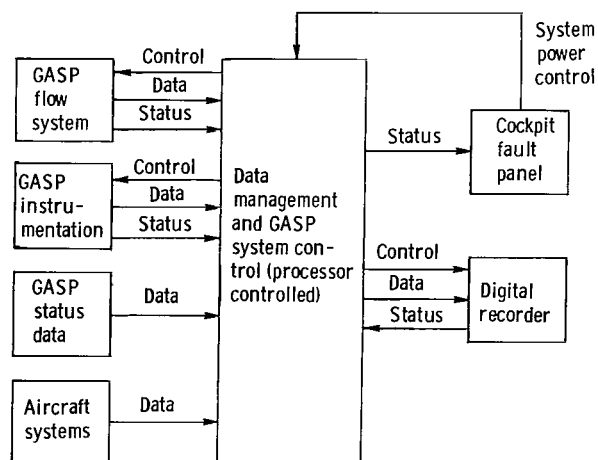 System
power
control
Control
GASP
flow
system
Data
Status
Cockpit
fault
panel
Status
GASP
instru-
mentation
Control
Data
Status
Data
management
and GASP
system con-
trol (processor
controlled)
Control
Data
Status
Digital
recorder
GASP
status
data
Data
Aircraft
systems
Data